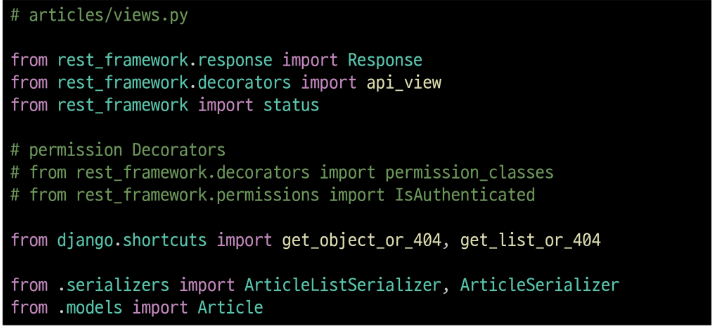 # articles/views.py
from rest_framework.response import Response
from rest_framework.decorators import api_view
from rest_framework import status
# permission Decorators
# from rest_framework.decorators import permission_classes
# from rest_framework.permissions import IsAuthenticated
from django.shortcuts import get_object_or_404, get_list_or_404
from .serializers import ArticleListSerializer, ArticleSerializer
from .models import Article